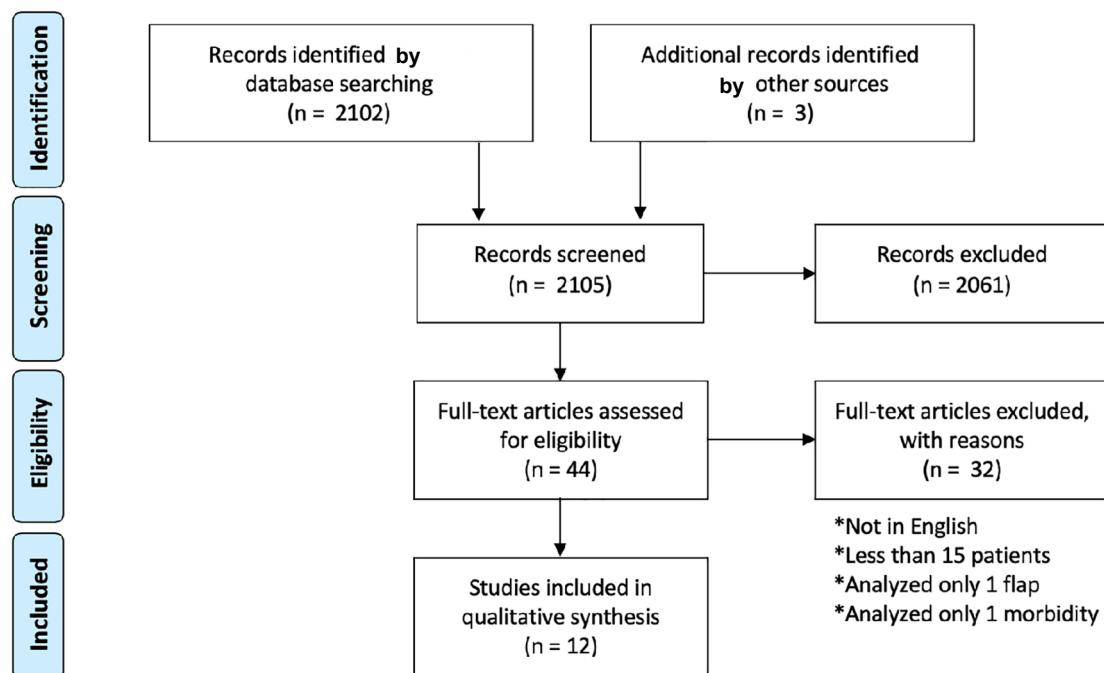 Identification
Records identified by
database searching
(n = 2102)
Additional records identified
by other sources
(n = 3)
Screening
Records screened
(n = 2105)
Records excluded
(n = 2061)
Eligibility
Full-text articles assessed
for eligibility
(n = 44)
Full-text articles excluded,
with reasons
(n = 32)
*Not in English
*Less than 15 patients
*Analyzed only 1 flap
*Analyzed only 1 morbidity
Included
Studies included in
qualitative synthesis
(n = 12)